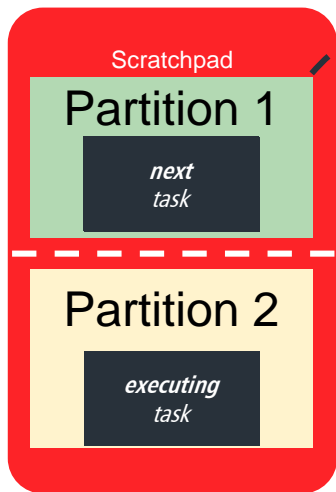 Scratchpad
Partition 1
next
task
Partition 2
executing
task